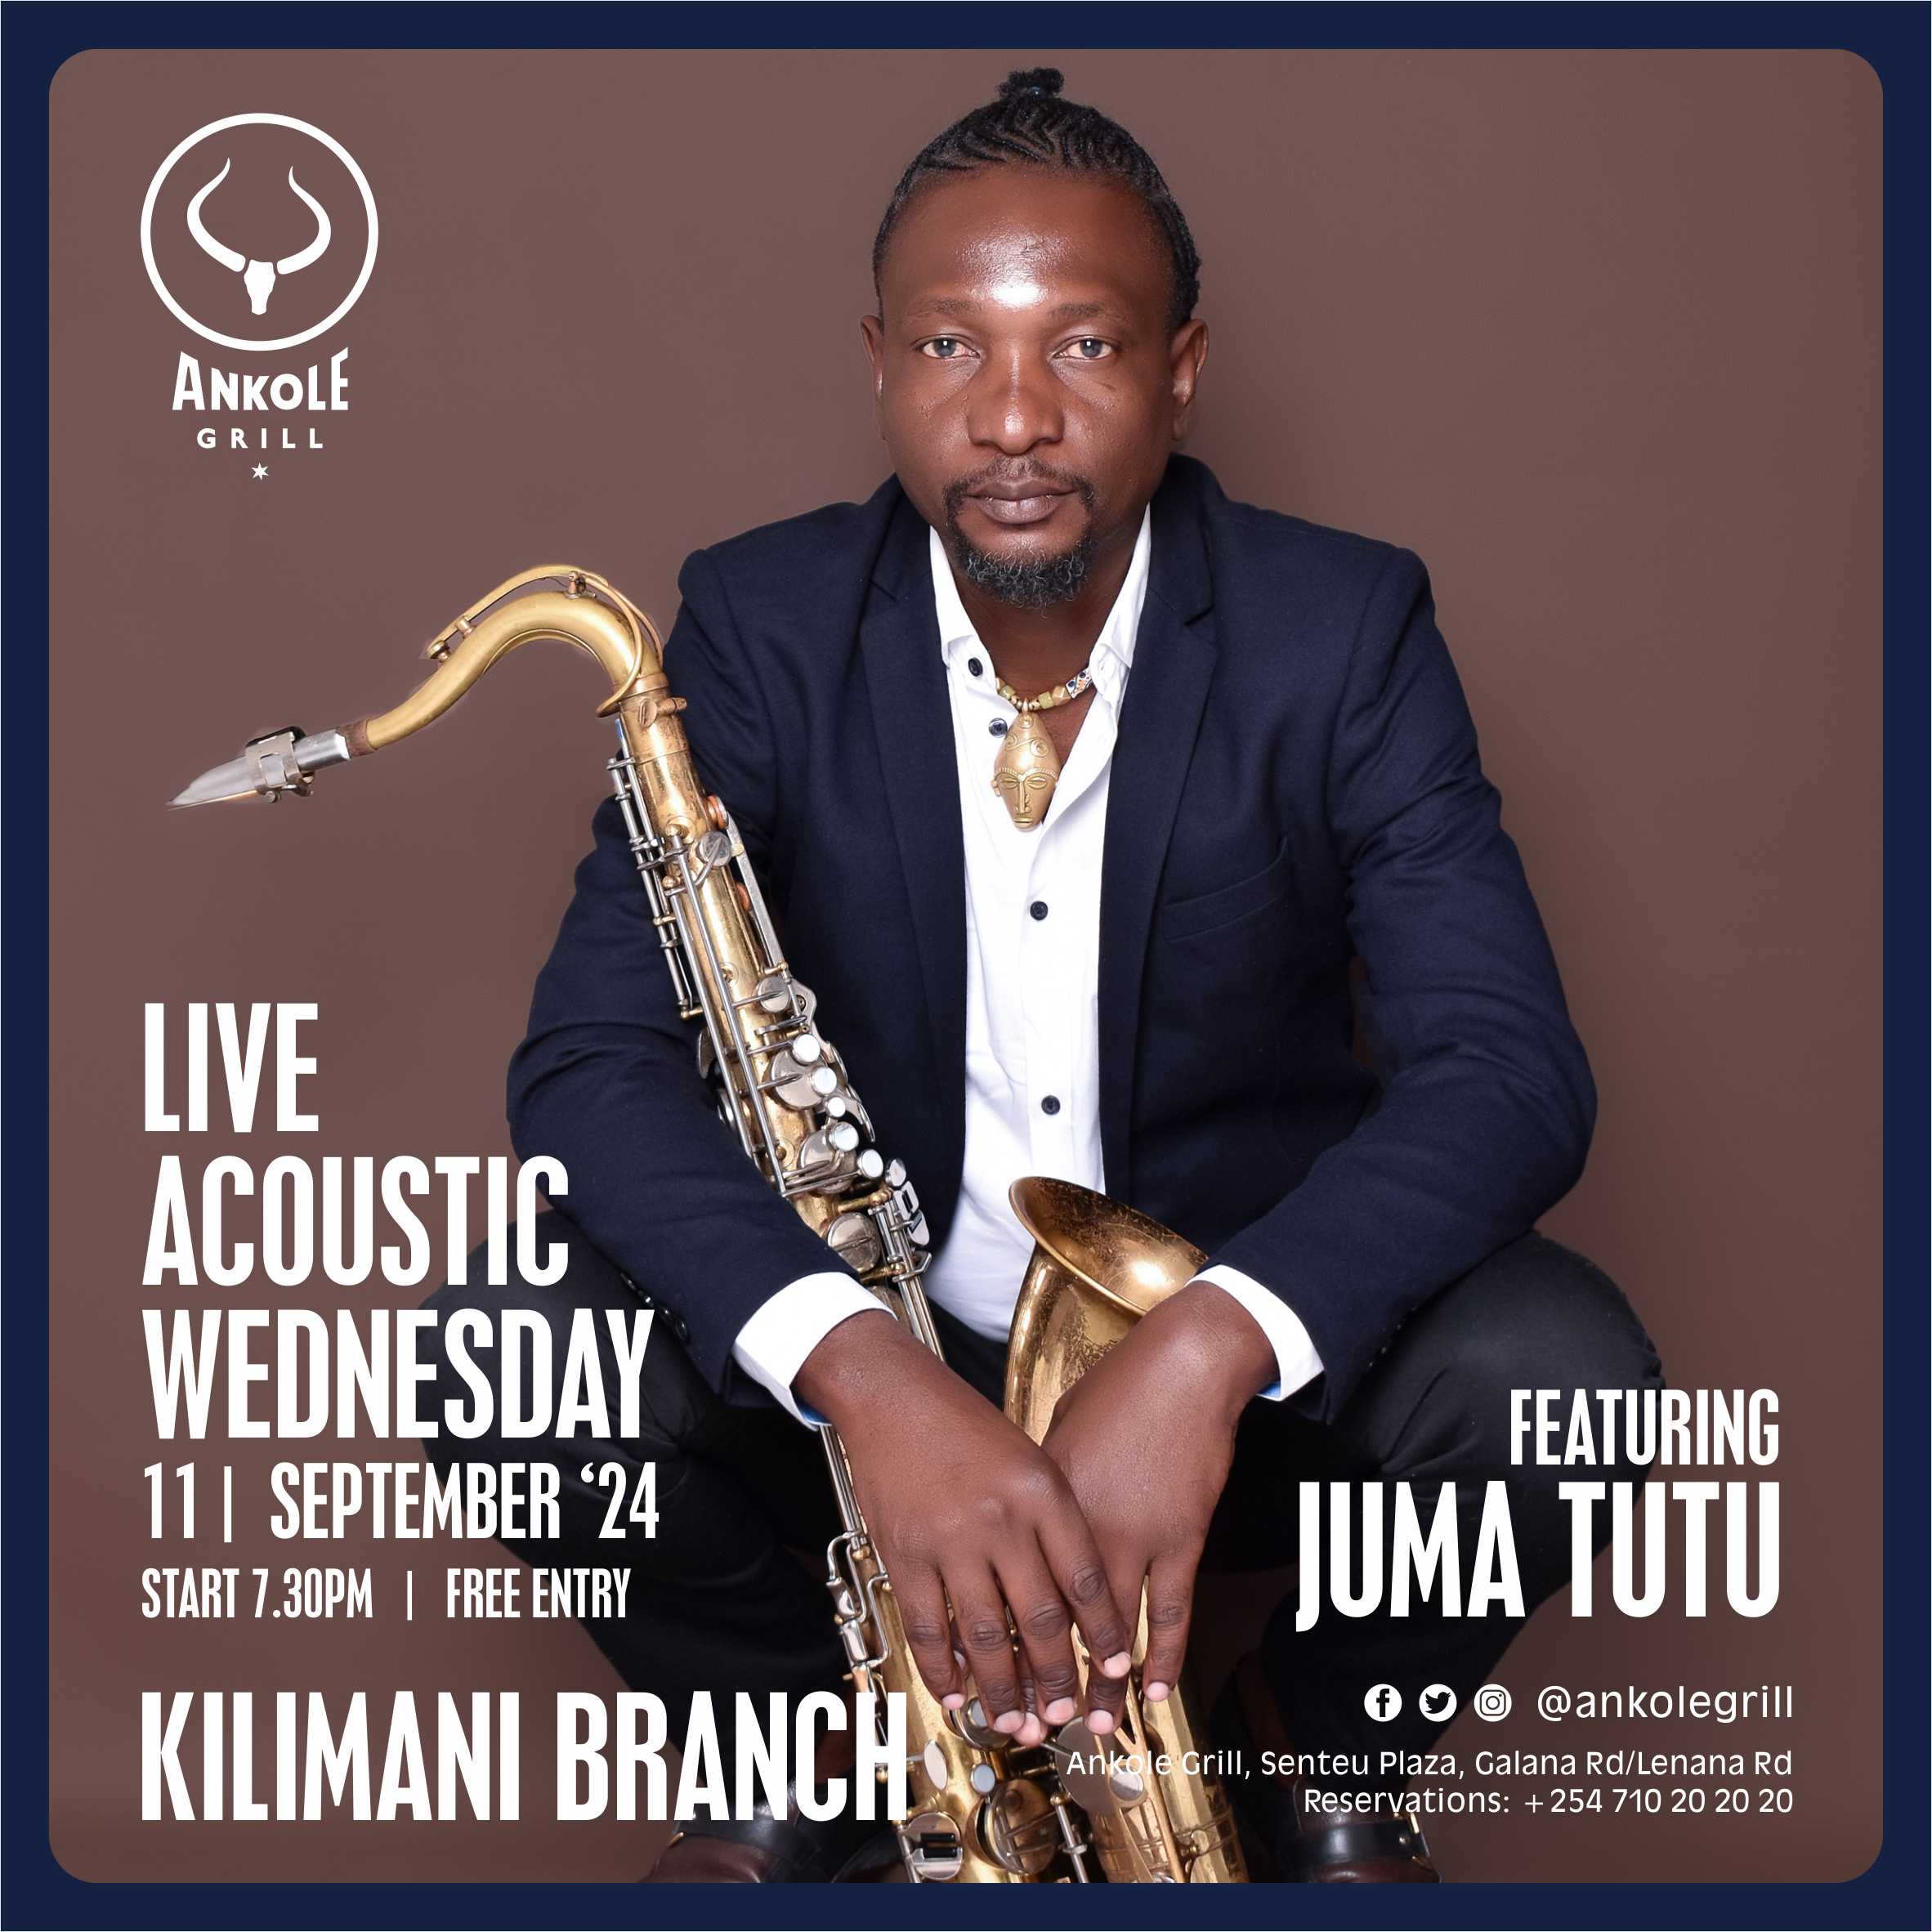 ANKOLE
GRILL
LIVE
ACOUSTIC
WEDNESDAY
11 | SEPTEMBER ‘24
START 7.30PM | FREE ENTRY
KILIMANI BRANCH
FEATURING
JUMA TUTU
@ankolegrill
Ankole Grill, Senteu Plaza, Galana Rd/Lenana Rd
Reservations: +254 710 20 20 20